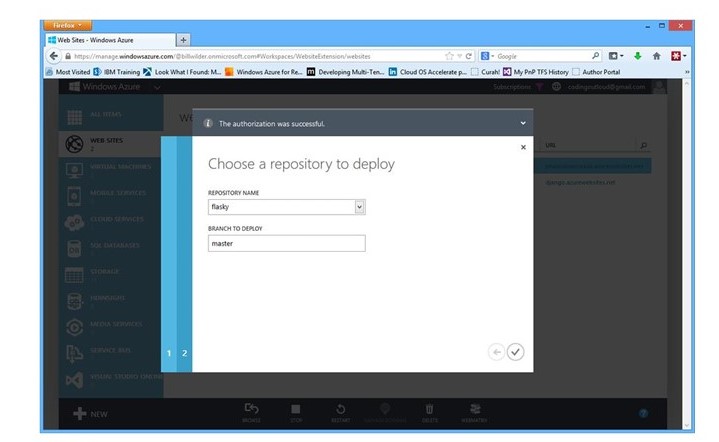 Firefox
Web Sites - Windows Azure
+
https://manage.windowsazure.com/@billwilder.onmicrosoft.com#Workspaces/WebsiteExtension/websites
Google
Most Visited IBM Training Look What I Found: M... Windows Azure for Re... Developing Multi-Ten... Cloud OS Accelerate p... Curah! My PnP TFS History Author Portal
Windows Azure
Subscriptions
codingoutloud@gmail.com
ALL ITEMS
WEB SITES
2
VIRTUAL MACHINES
MOBILE SERVICES
CLOUD SERVICES
SQL DATABASES
STORAGE
HDINSIGHT
MEDIA SERVICES
SERVICE BUS
VISUAL STUDIO ONLINE
URL
django.azurewebsites.net
The authorization was successful.
Choose a repository to deploy
REPOSITORY NAME
flasky
BRANCH TO DEPLOY
master
1 2
NEW
BROWSE
STOP
RESTART
DELETE
WEBMATRIX